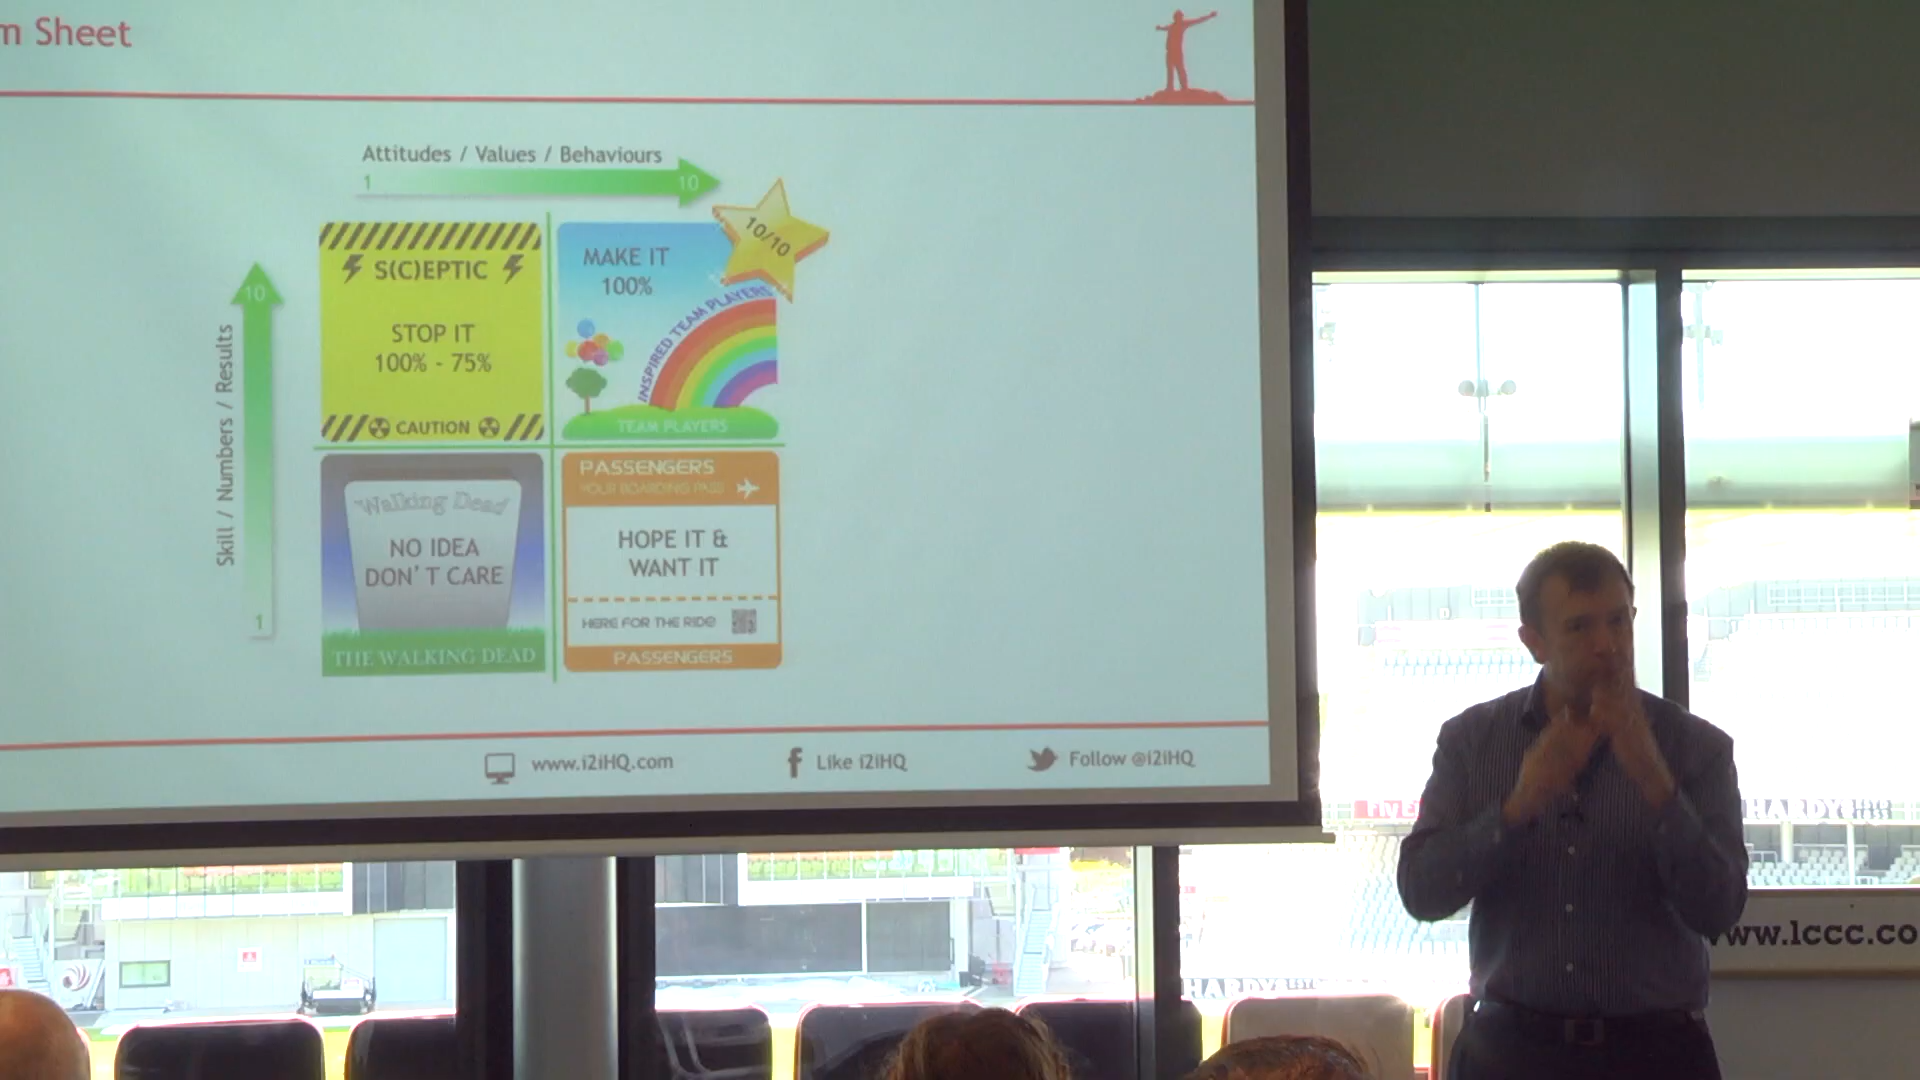 m Sheet
Attitudes / Values / Behaviours
1
10
10/10
10
Skill / Numbers / Results
1
S(C)EPTIC
STOP IT
100% - 75%
CAUTION
MAKE IT
100%
INSPIRED TEAM PLAYERS
TEAM PLAYERS
Walking Dead
NO IDEA
DON'T CARE
THE WALKING DEAD
PASSENGERS
YOUR BOARDING PASS
HOPE IT &
WANT IT
HERE FOR THE RIDE
PASSENGERS
www.i2iHQ.com
Like i2iHQ
Follow @i2iHQ
HARDYS
www.lccc.co
HARDYS